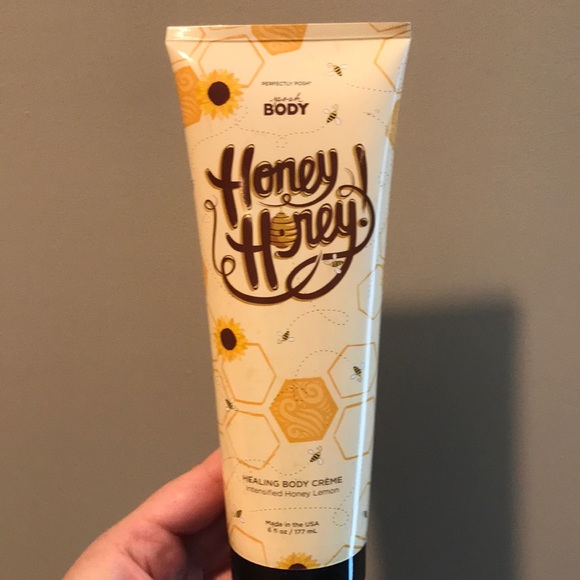 PERFECTLY POSH®
posh
BODY
Honey
Honey!
HEALING BODY CRÈME
Intensified Honey Lemon
Made in the USA
6 fl oz / 177 mL